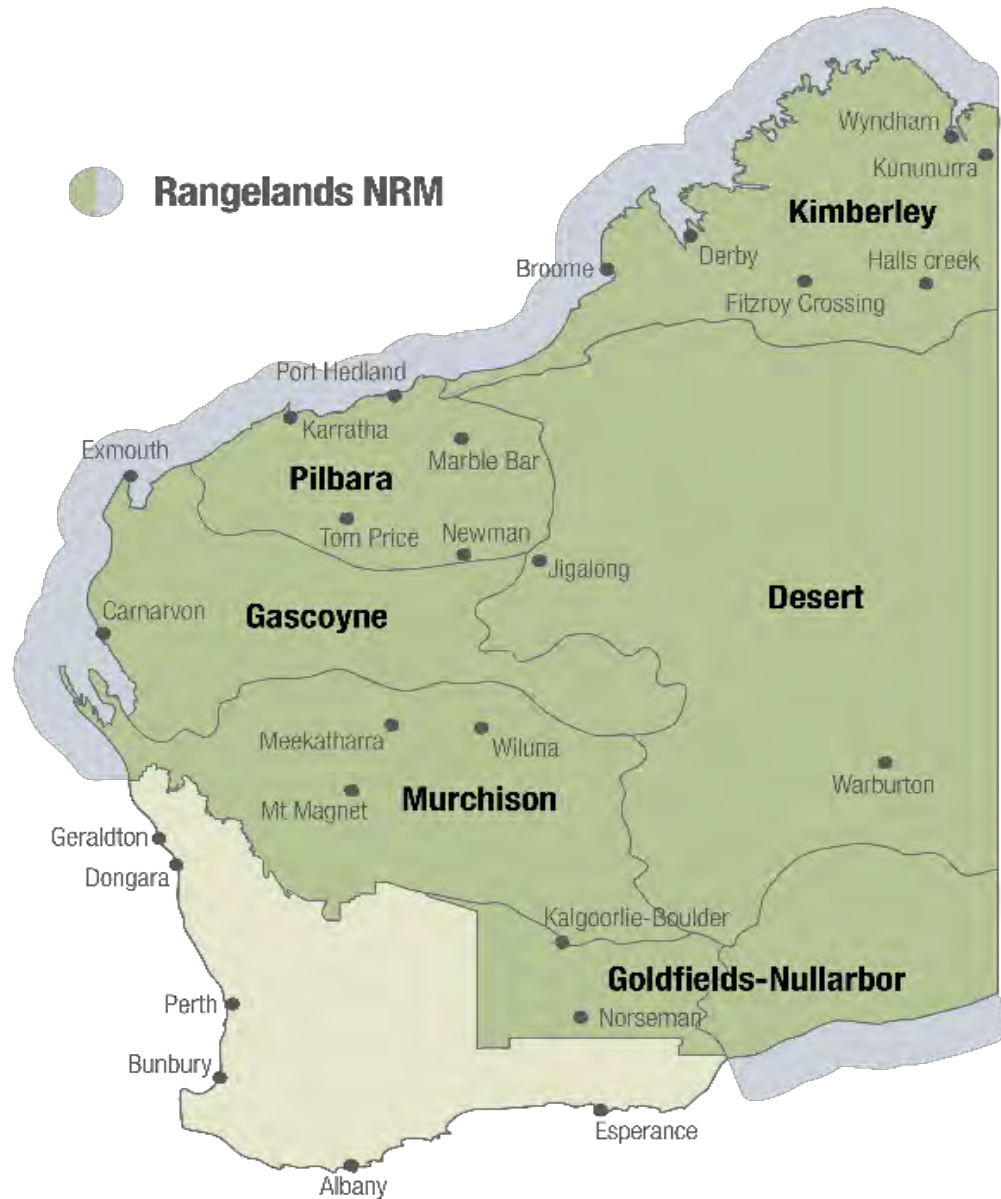 Wyndham
Rangelands NRM
Kununurra
Kimberley
Derby
Halls creek
Broome
Fitzroy Crossing
Port Hedland
Karratha
Exmouth
Marble Bar
Pilbara
Tom Price
Newman
Jigalong
Desert
Carnarvon
Gascoyne
Meekatharra
Wiluna
Warburton
Murchison
Mt Magnet
Geraldton
Dongara
Kalgoorlie-Boulder
Goldfields-Nullarbor
Perth
Norseman
Bunbury
Esperance
Albany